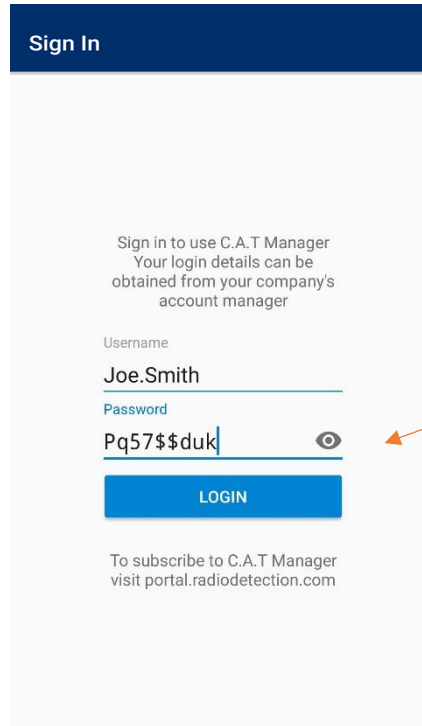 Sign In
Sign in to use C.A.T Manager
Your login details can be
obtained from your company's
account manager
Username
Joe.Smith
Password
Pq57$$duk
LOGIN
To subscribe to C.A.T Manager
visit portal.radiodetection.com